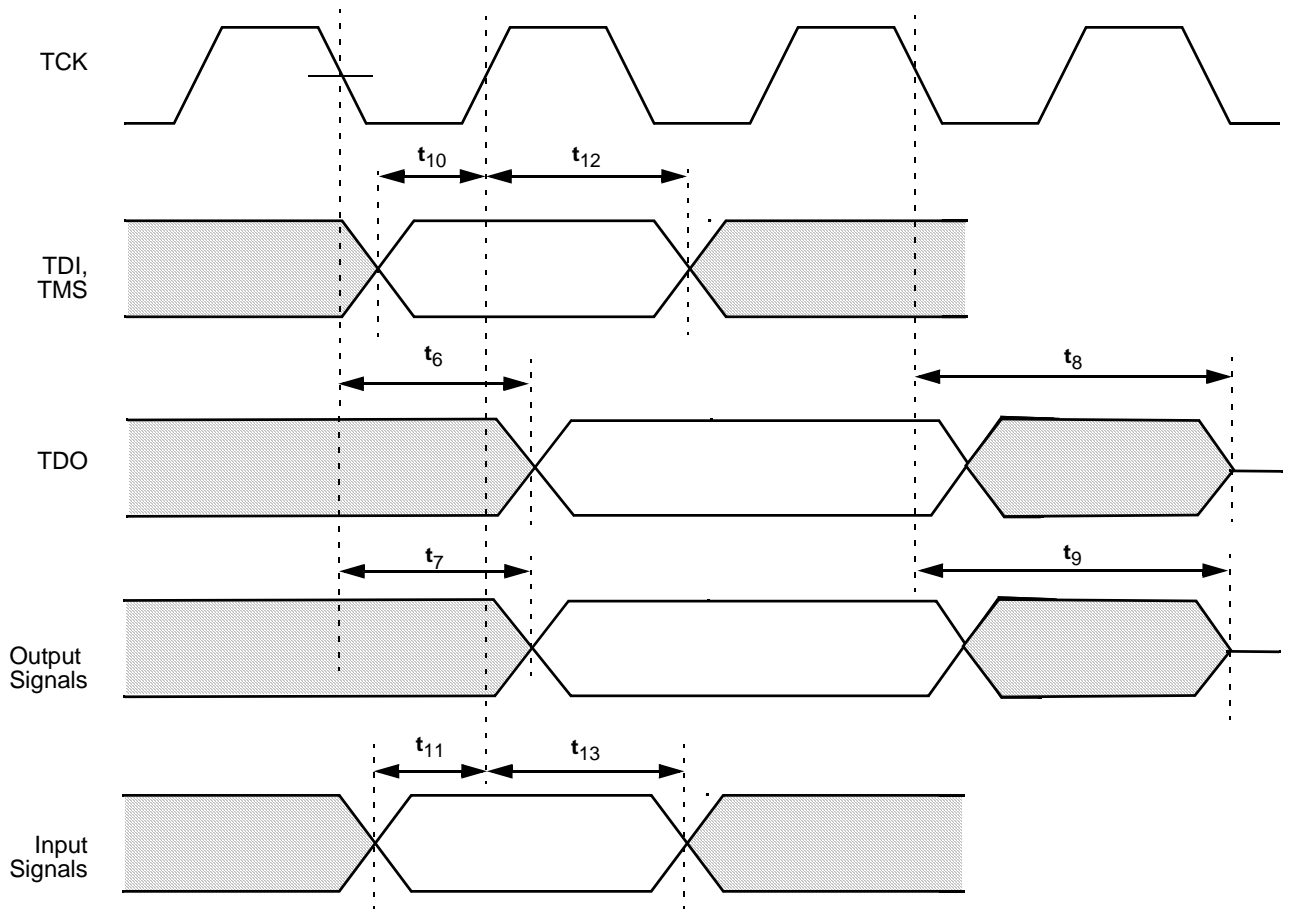 TCK
t10
t12
TDI,
TMS
t6
t8
TDO
t7
t9
Output
Signals
t11
t13
Input
Signals